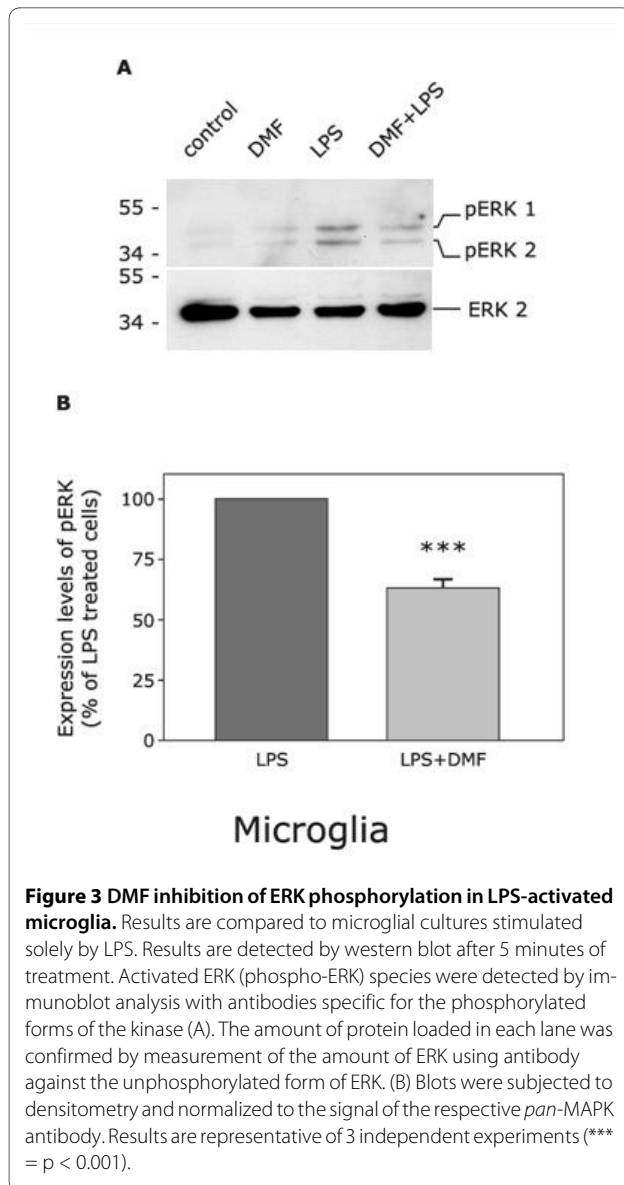 A
control DMF LPS DMF+LPS
55 -
pERK 1
34 -
pERK 2
55 -
34 -
ERK 2
B
Expression levels of pERK
(% of LPS treated cells)
100
75
50
25
0
***
LPS LPS+DMF
Microglia
Figure 3 DMF inhibition of ERK phosphorylation in LPS-activated
microglia. Results are compared to microglial cultures stimulated
solely by LPS. Results are detected by western blot after 5 minutes of
treatment. Activated ERK (phospho-ERK) species were detected by im-
munoblot analysis with antibodies specific for the phosphorylated
forms of the kinase (A). The amount of protein loaded in each lane was
confirmed by measurement of the amount of ERK using antibody
against the unphosphorylated form of ERK. (B) Blots were subjected to
densitometry and normalized to the signal of the respective pan-MAPK
antibody. Results are representative of 3 independent experiments (***
= p < 0.001).